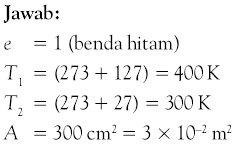 Jawab:
e = 1 (benda hitam)
T₁ = (273 + 127) = 400 K
T₂ = (273 + 27) = 300 K
A = 300 cm² = 3 × 10⁻² m²